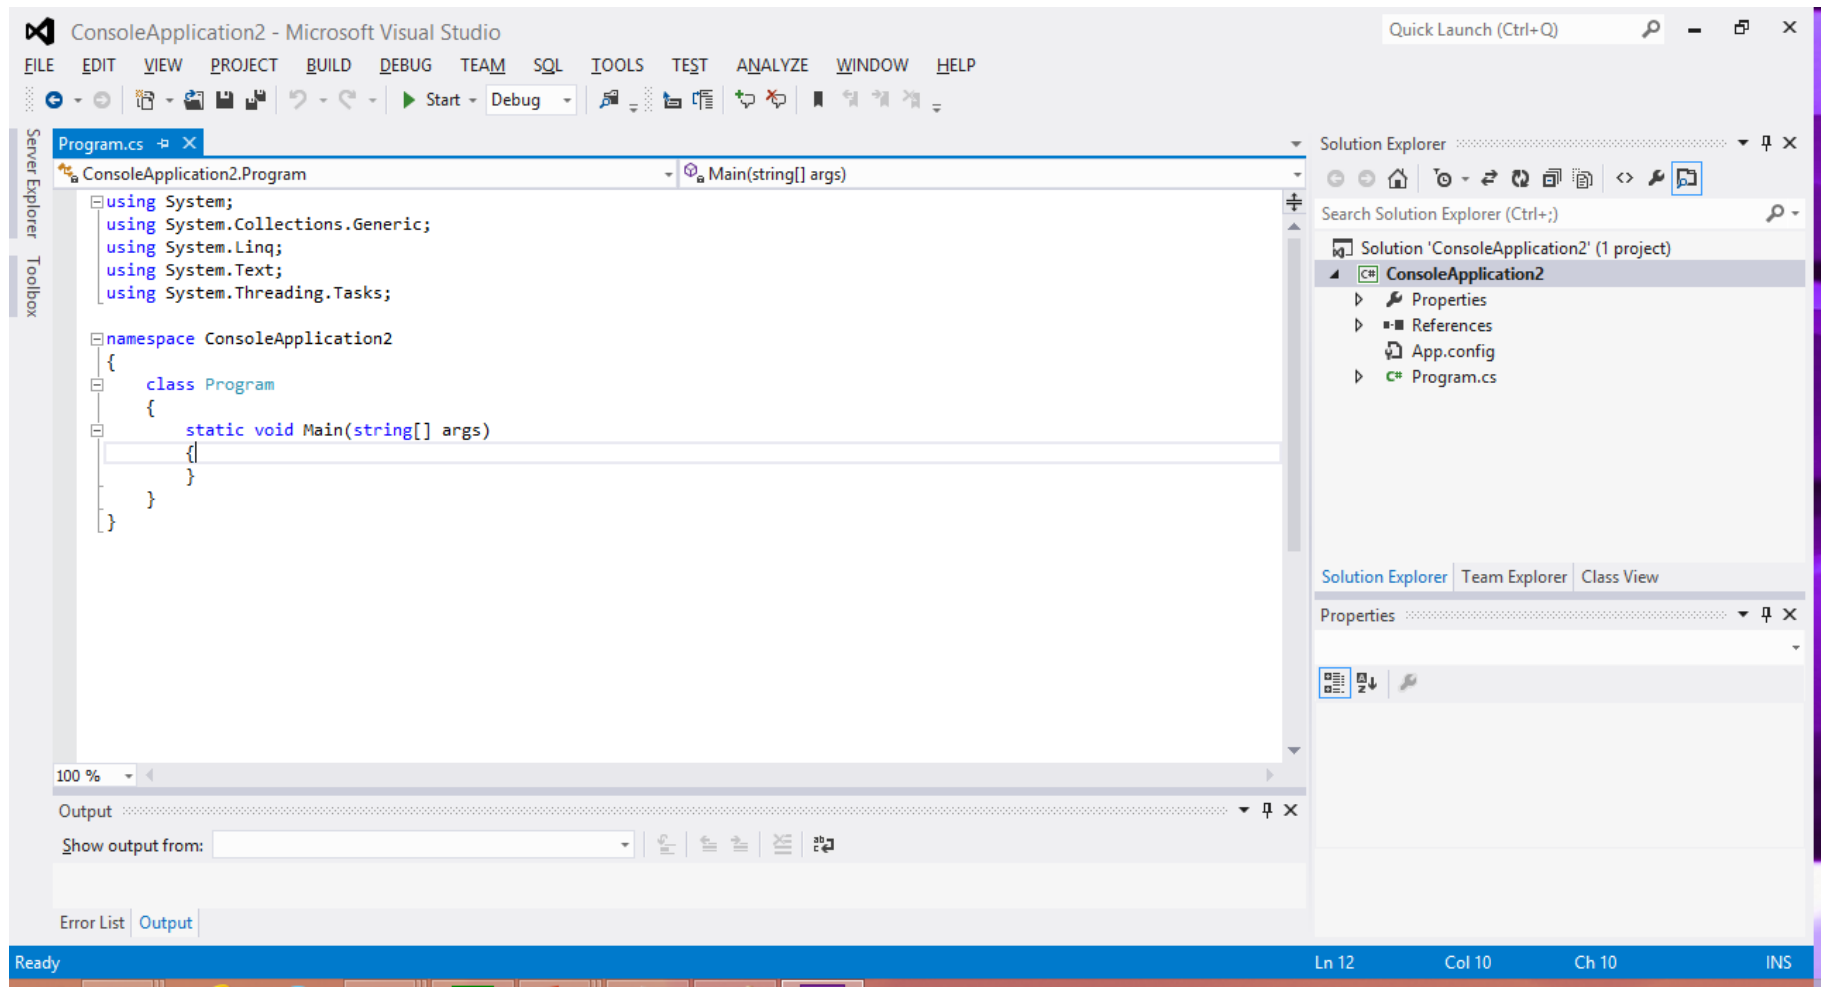 ConsoleApplication2 - Microsoft Visual Studio
Quick Launch (Ctrl+Q)
FILE EDIT VIEW PROJECT BUILD DEBUG TEAM SQL TOOLS TEST ANALYZE WINDOW HELP
Start Debug
Server Explorer
Toolbox
Program.cs
ConsoleApplication2.Program
Main(string[] args)
using System;
using System.Collections.Generic;
using System.Linq;
using System.Text;
using System.Threading.Tasks;
namespace ConsoleApplication2
{
class Program
{
static void Main(string[] args)
{
}
}
}
100 %
Output
Show output from:
Error List Output
Solution Explorer
Search Solution Explorer (Ctrl+;)
Solution 'ConsoleApplication2' (1 project)
C# ConsoleApplication2
Properties
References
App.config
C# Program.cs
Solution Explorer Team Explorer Class View
Properties
Ready
Ln 12 Col 10 Ch 10 INS